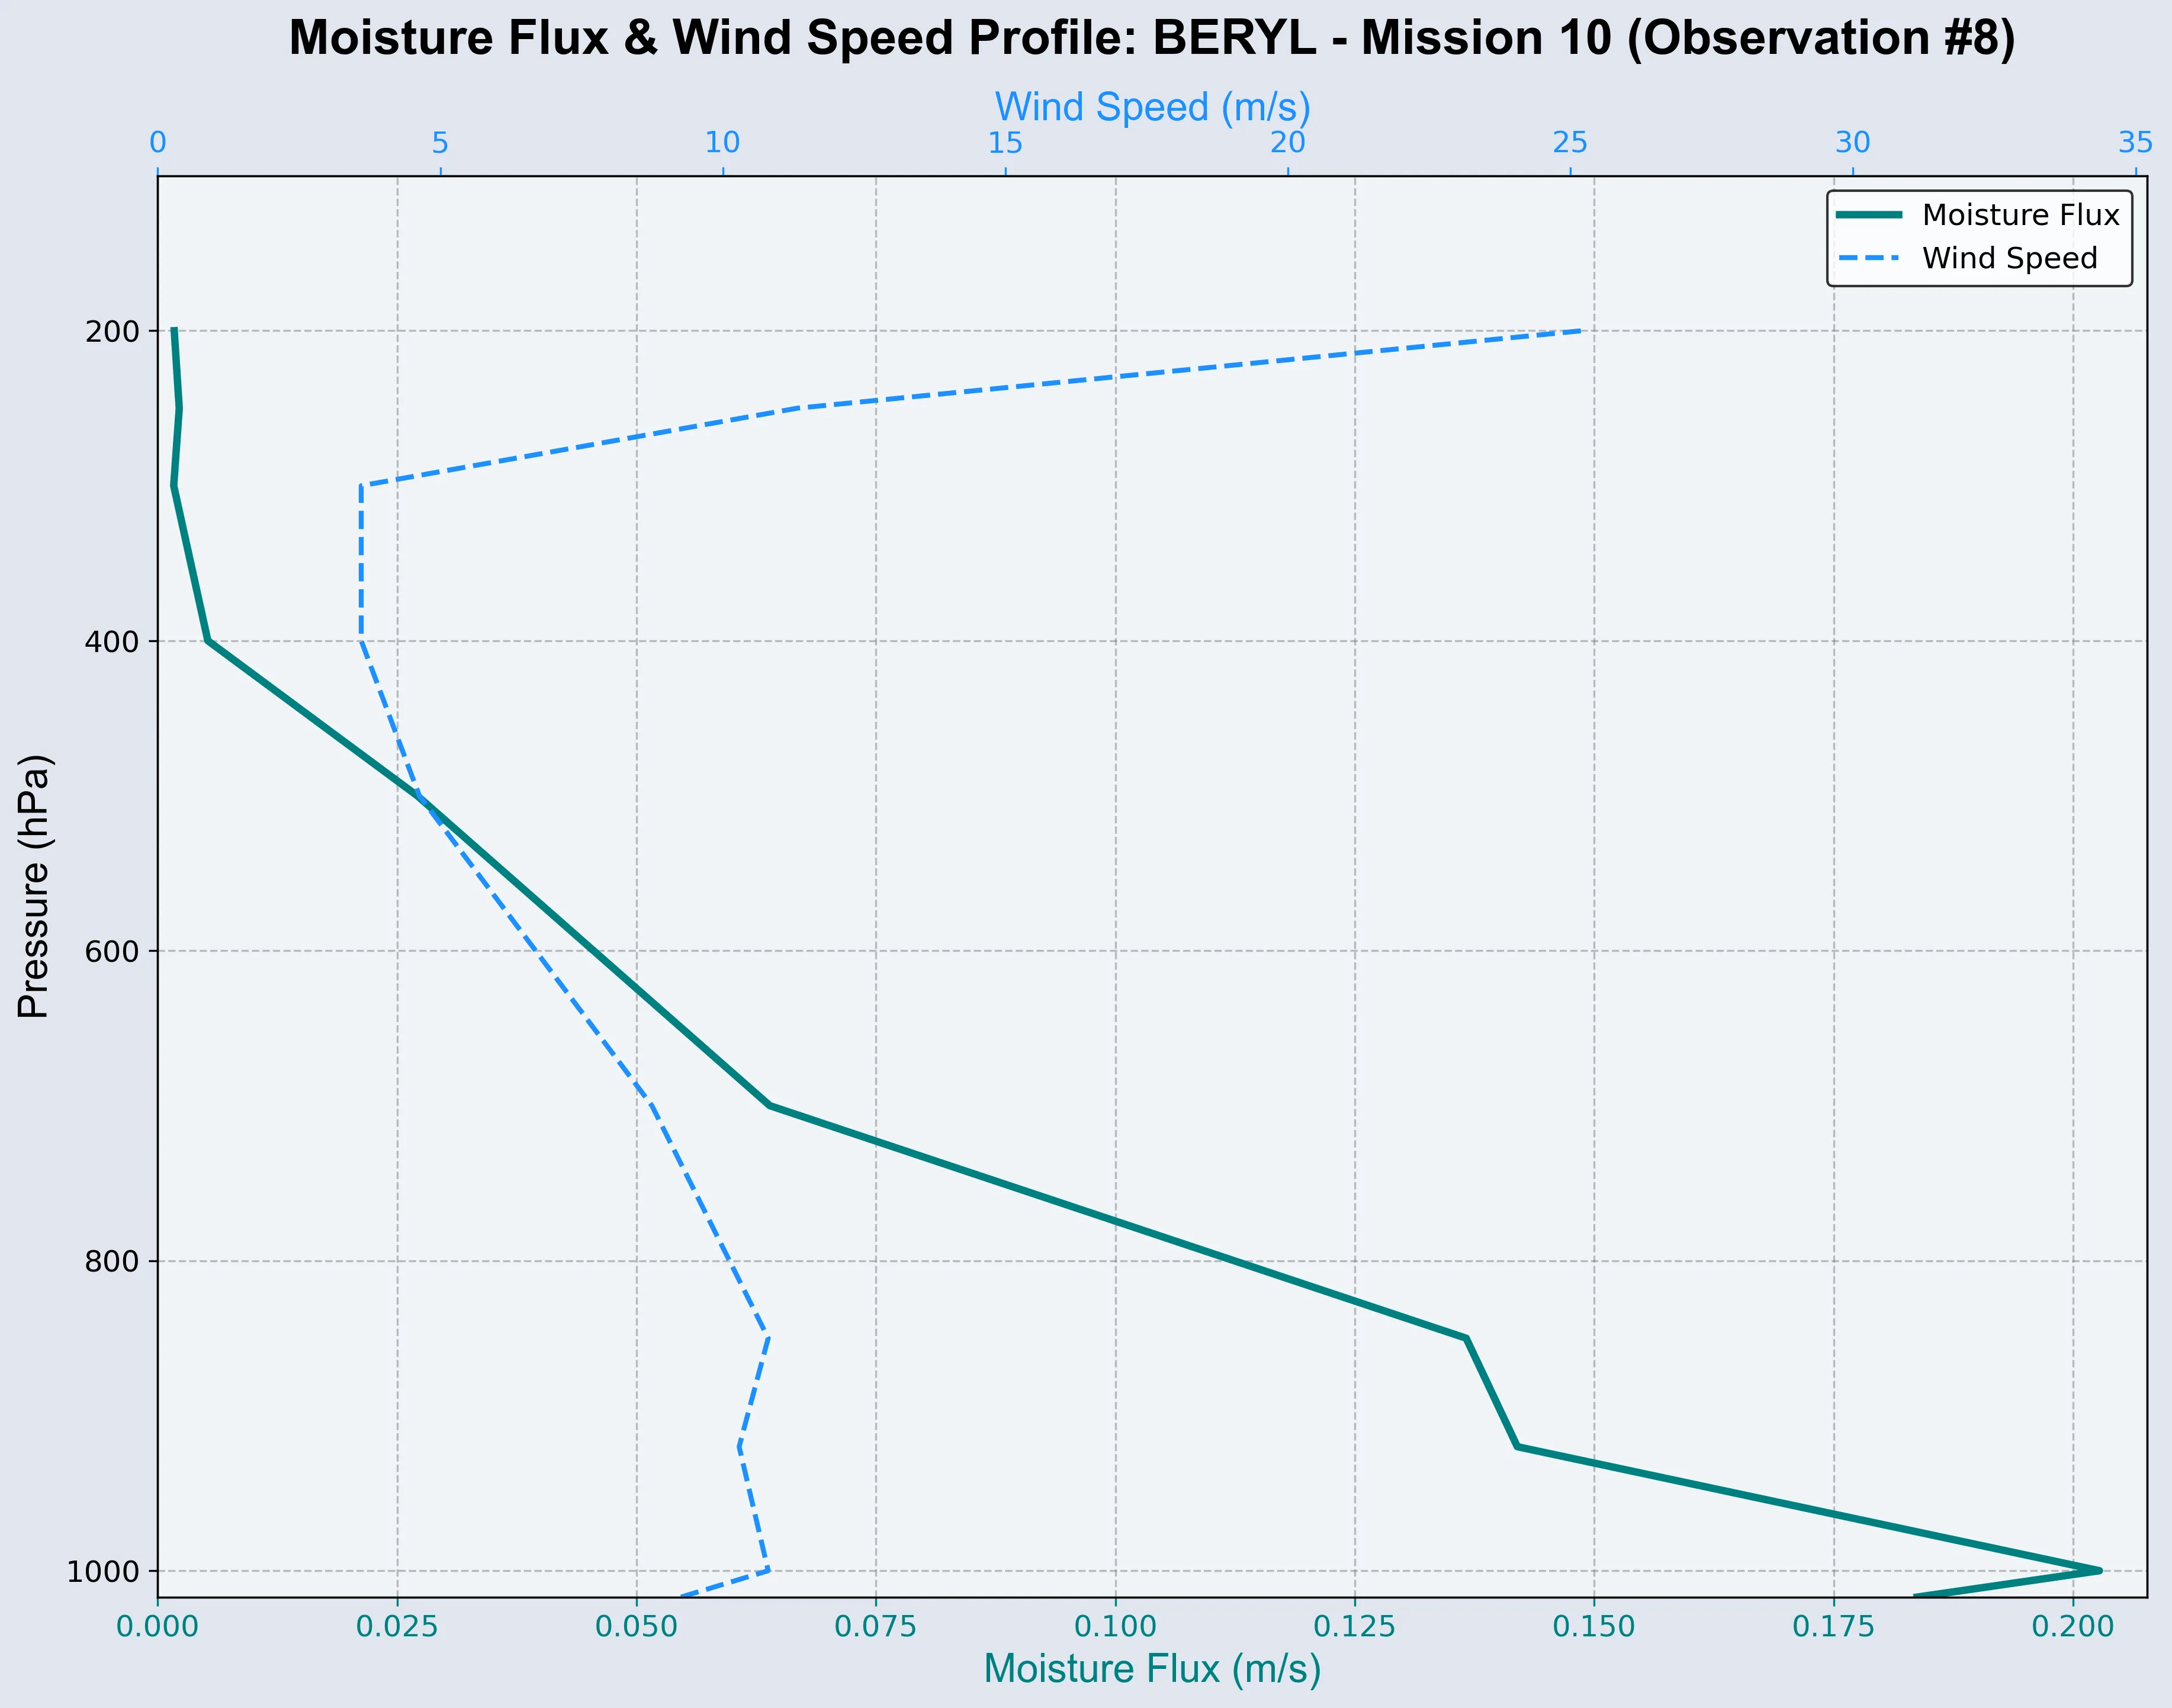 Moisture Flux & Wind Speed Profile: BERYL - Mission 10 (Observation #8)
Wind Speed (m/s)
0 5 10 15 20 25 30 35
Moisture Flux
Wind Speed
200
400
600
800
1000
Pressure (hPa)
0.000 0.025 0.050 0.075 0.100 0.125 0.150 0.175 0.200
Moisture Flux (m/s)